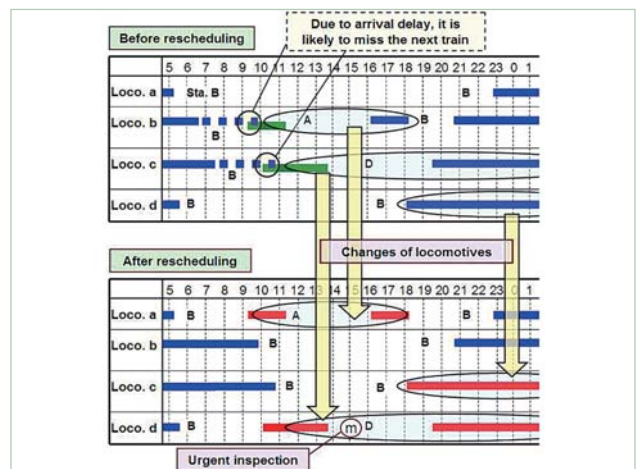 Before rescheduling
Due to arrival delay, it is
likely to miss the next train
5 6 7 8 9 10 11 12 13 14 15 16 17 18 19 20 21 22 23 0 1
Loco. a Sta. B B
Loco. b B A B
Loco. c B D
Loco. d B B
Changes of locomotives
After rescheduling
5 6 7 8 9 10 11 12 13 14 15 16 17 18 19 20 21 22 23 0 1
Loco. a B A B
Loco. b B B
Loco. c B B
Loco. d B m D
Urgent inspection